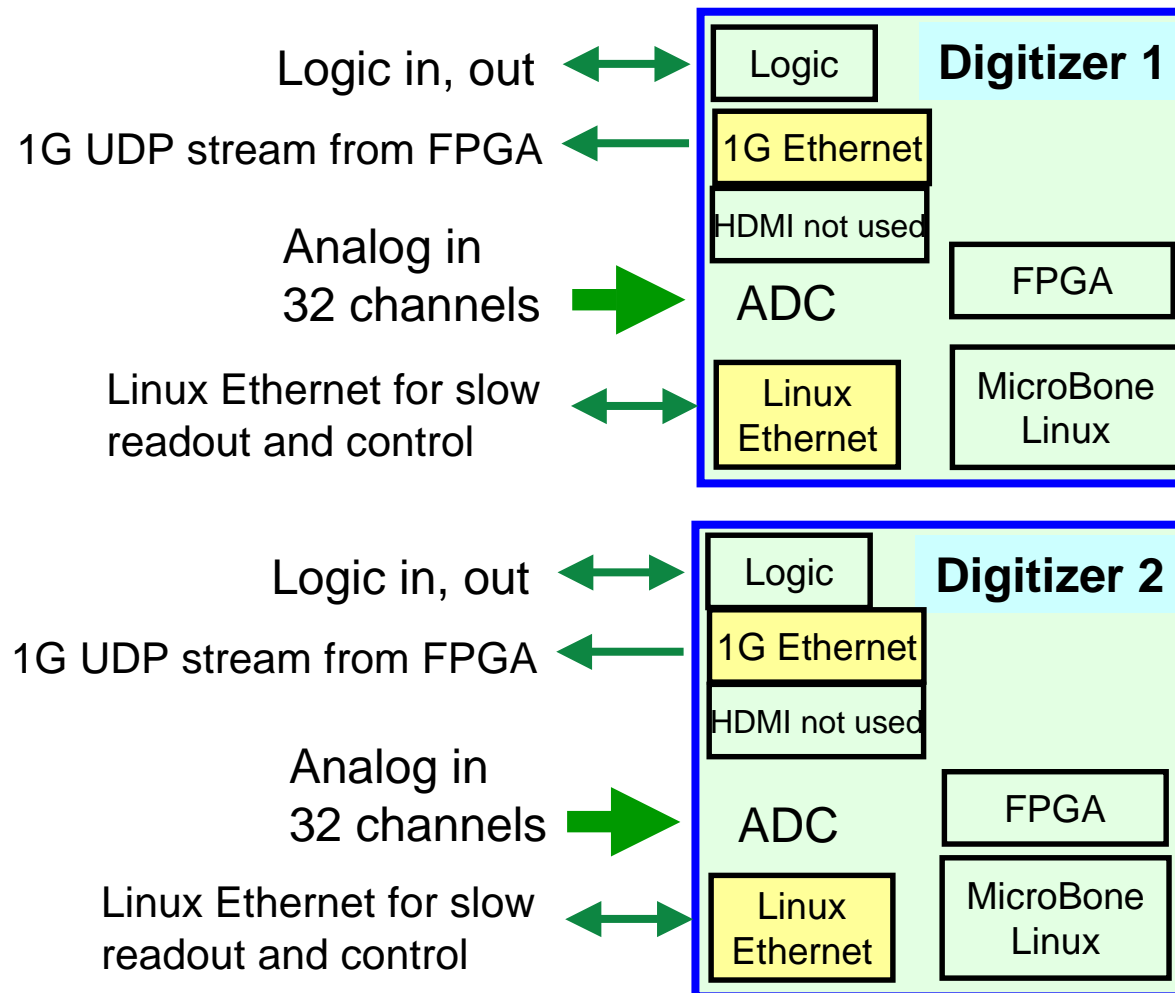 Logic in, out
Logic
Digitizer 1
1G UDP stream from FPGA
1G Ethernet
HDMI not used
Analog in
32 channels
ADC
FPGA
Linux Ethernet for slow
readout and control
Linux
Ethernet
MicroBone
Linux
Logic in, out
Logic
Digitizer 2
1G UDP stream from FPGA
1G Ethernet
HDMI not used
Analog in
32 channels
ADC
FPGA
Linux Ethernet for slow
readout and control
Linux
Ethernet
MicroBone
Linux